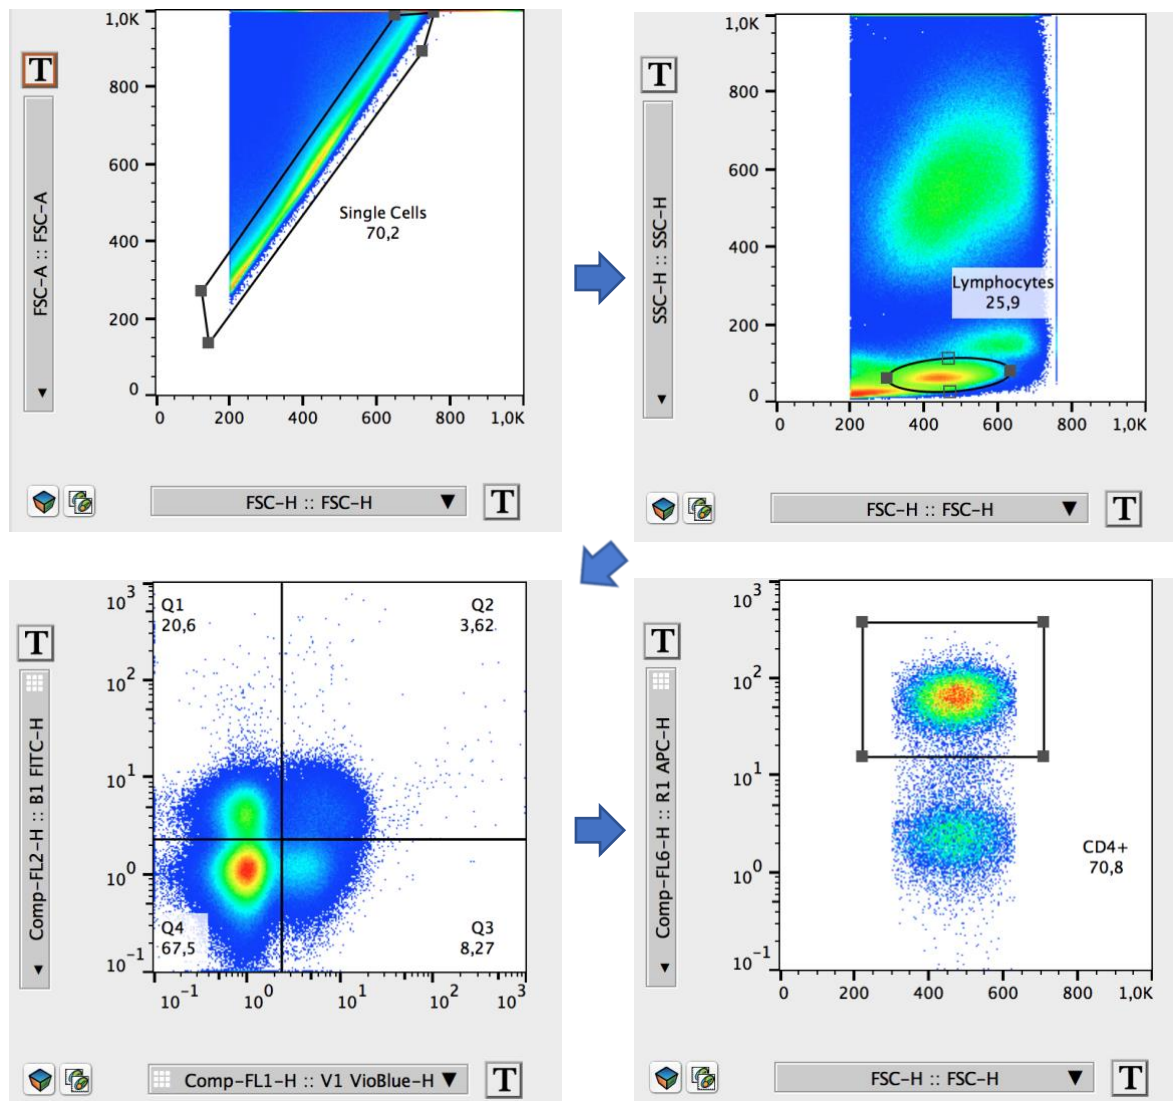 1,0K
800
600
400
200
0
T
FSC-A :: FSC-A
Single Cells
70,2
0 200 400 600 800 1,0K
FSC-H :: FSC-H
T
1,0K
800
600
400
200
0
T
SSC-H :: SSC-H
Lymphocytes
25,9
0 200 400 600 800 1,0K
FSC-H :: FSC-H
T
10^3
10^2
10^1
10^0
10^-1
T
Comp-FL2-H :: B1 FITC-H
Q1
20,6
Q2
3,62
Q4
67,5
Q3
8,27
10^-1 10^0 10^1 10^2 10^3
Comp-FL1-H :: V1 VioBlue-H
T
10^3
10^2
10^1
10^0
10^-1
T
Comp-FL6-H :: R1 APC-H
CD4+
70,8
0 200 400 600 800 1,0K
FSC-H :: FSC-H
T